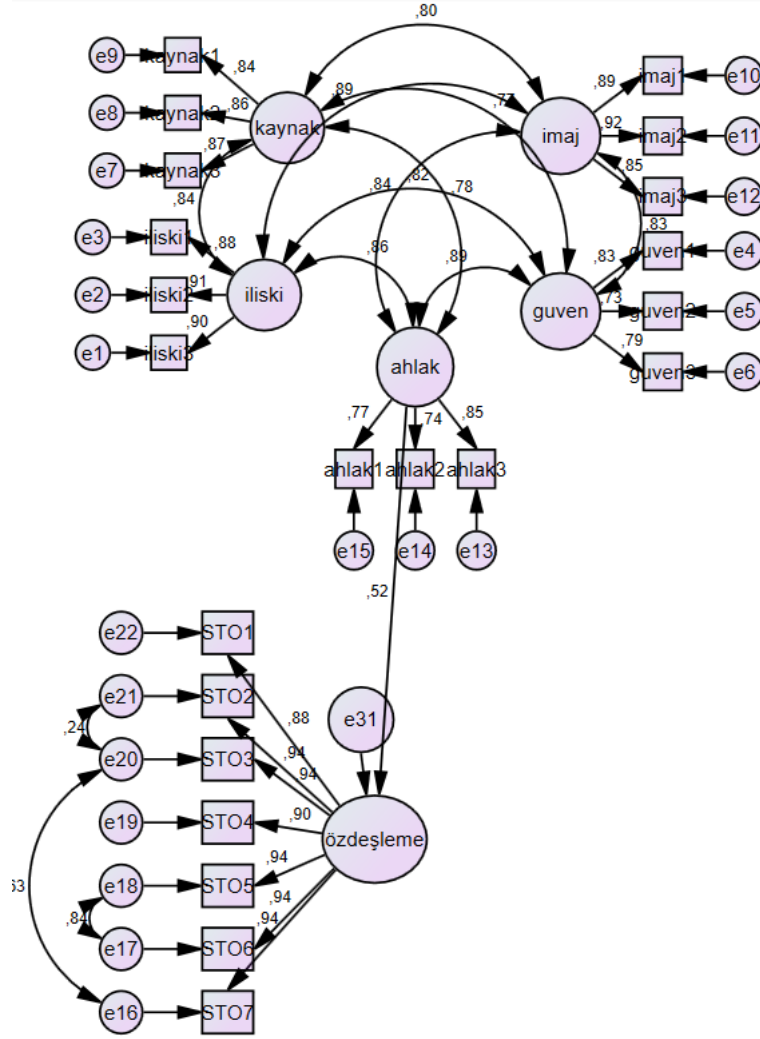 ,80
e9 kaynak1 ,84 ,89 ,77 ,89 imaj1 e10
e8 kaynak2 ,86 kaynak imaj ,92 imaj2 e11
e7 kaynak3 ,87 ,82 ,85 imaj3 e12
,84 ,84 ,78
e3 iliski1 ,88 ,86 ,89 ,83 ,83 guven1 e4
e2 iliski2 ,91 iliski guven ,73 guven2 e5
e1 iliski3 ,90 ahlak ,79 guven3 e6
,77 ,74 ,85
ahlak1 ahlak2 ahlak3
e15 e14 e13
,52
e22 STO1
e21 STO2 e31
,24 ,88
e20 STO3 ,94 ,94
e19 STO4 ,90 özdeşleme
e18 STO5 ,94
63 ,84 ,94 ,94
e17 STO6
e16 STO7